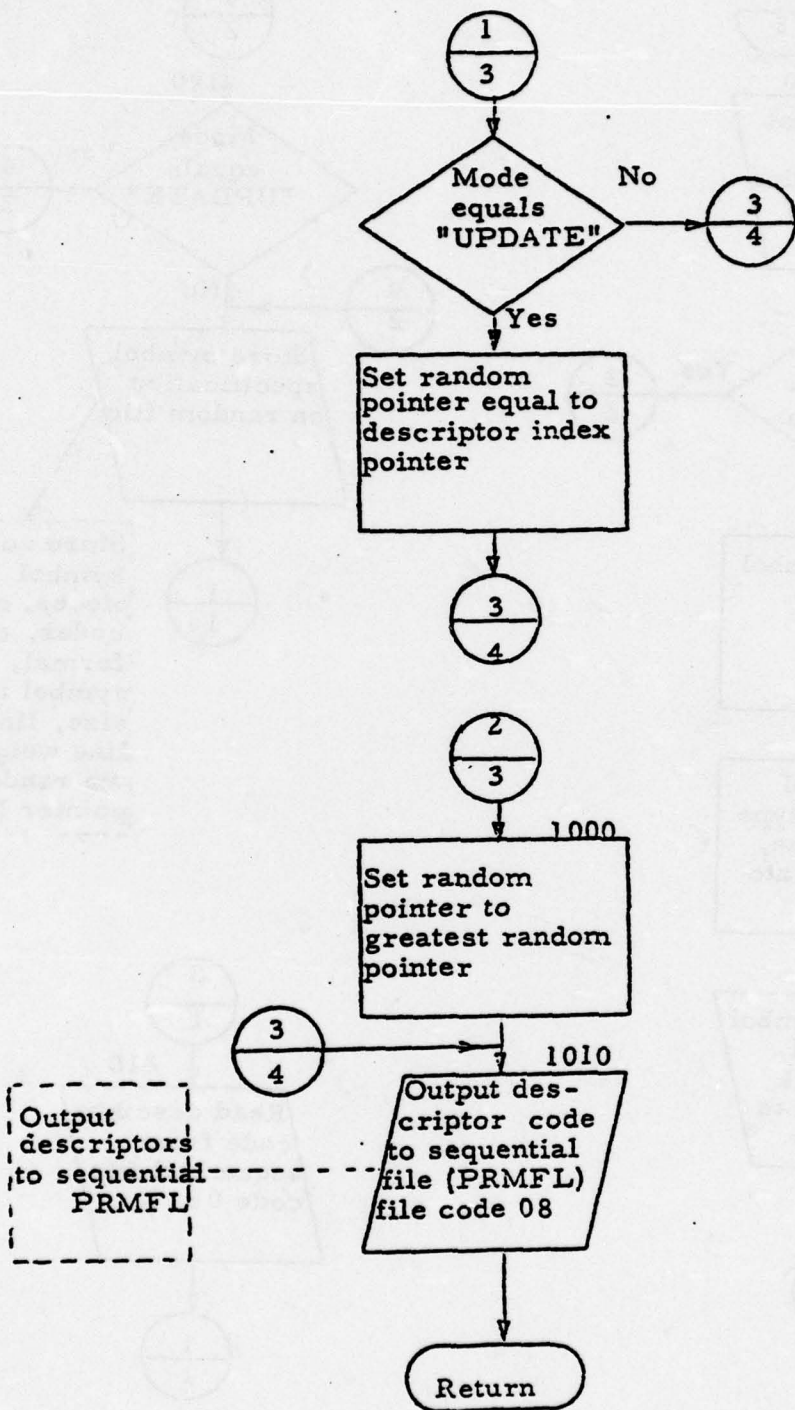 1
3
Mode
equals
"UPDATE"
No
3
4
Yes
Set random
pointer equal to
descriptor index
pointer
3
4
2
3
1000
Set random
pointer to
greatest random
pointer
3
4
1010
Output des-
criptor code
to sequential
file (PRMFL)
file code 08
Output
descriptors
to sequential
PRMFL
Return